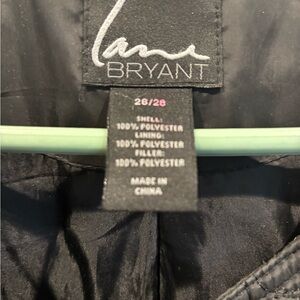 Lane
BRYANT
26/28
SHELL:
100% POLYESTER
LINING:
100% POLYESTER
FILLER:
100% POLYESTER
MADE IN
CHINA